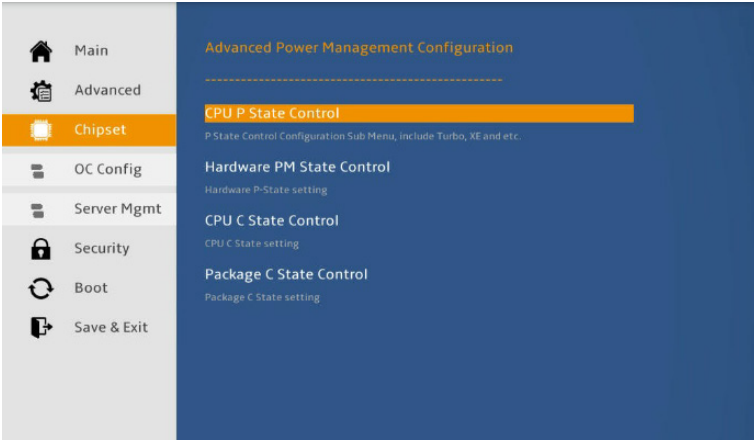 Main
Advanced
Chipset
OC Config
Server Mgmt
Security
Boot
Save & Exit
Advanced Power Management Configuration
--------------------------------------------------
CPU P State Control
P State Control Configuration Sub Menu, include Turbo, XE and etc.
Hardware PM State Control
Hardware P-State setting
CPU C State Control
CPU C State setting
Package C State Control
Package C State setting